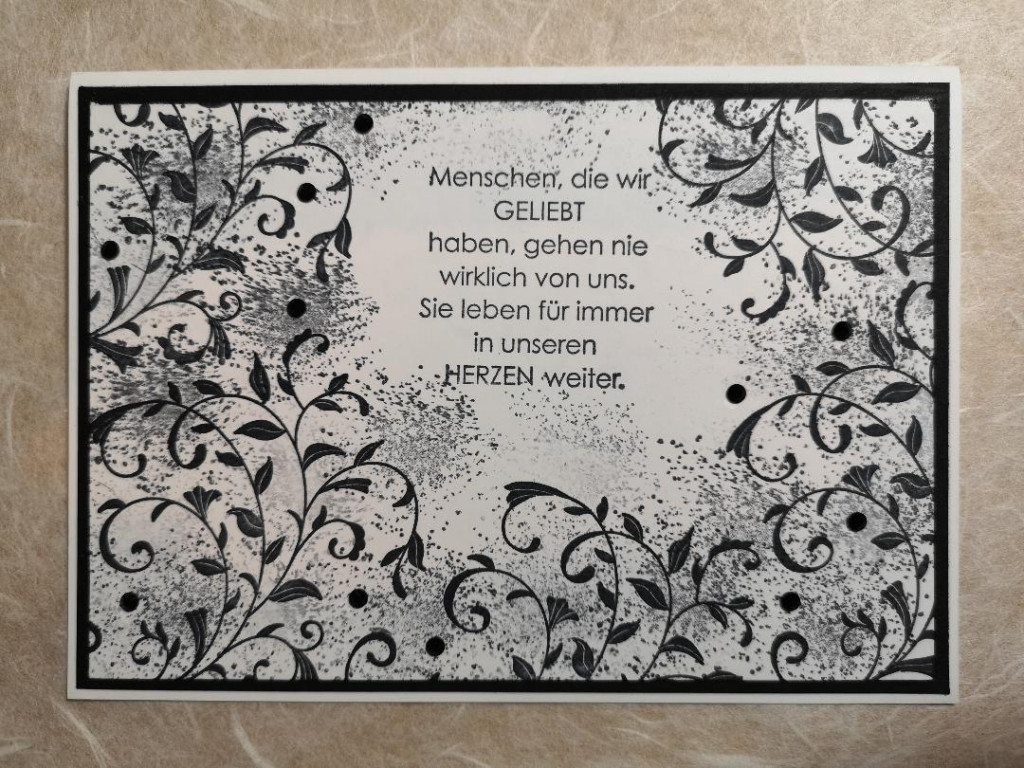 Menschen, die wir
GELIEBT
haben, gehen nie
wirklich von uns.
Sie leben für immer
in unseren
HERZEN weiter.